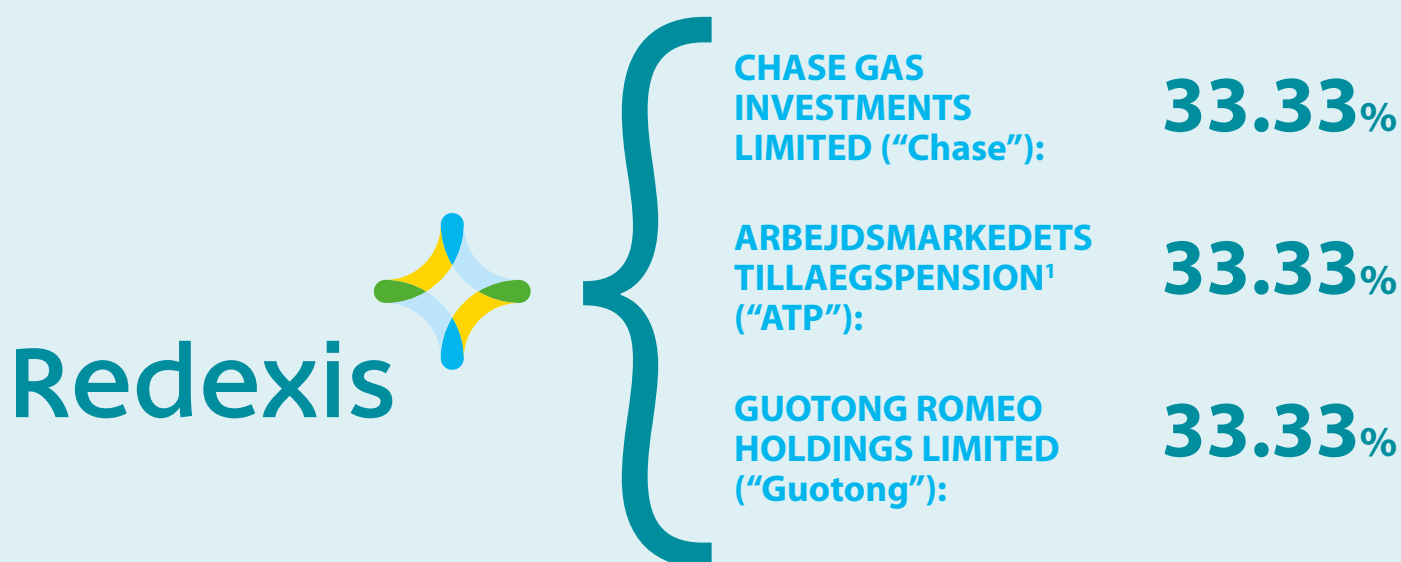 Redexis
CHASE GAS
INVESTMENTS
LIMITED (“Chase”):
33.33%
ARBEJDSMARKEDETS
TILLAEGSPENSION¹
(“ATP”):
33.33%
GUOTONG ROMEO
HOLDINGS LIMITED
(“Guotong”):
33.33%